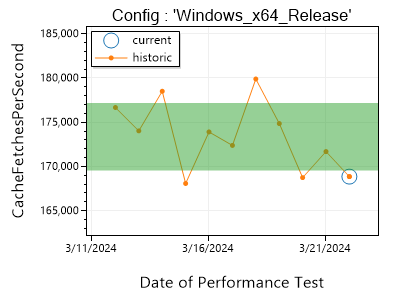 Config : 'Windows_x64_Release'
current
historic
185,000
180,000
175,000
170,000
165,000
CacheFetchesPerSecond
3/11/2024
3/16/2024
3/21/2024
Date of Performance Test